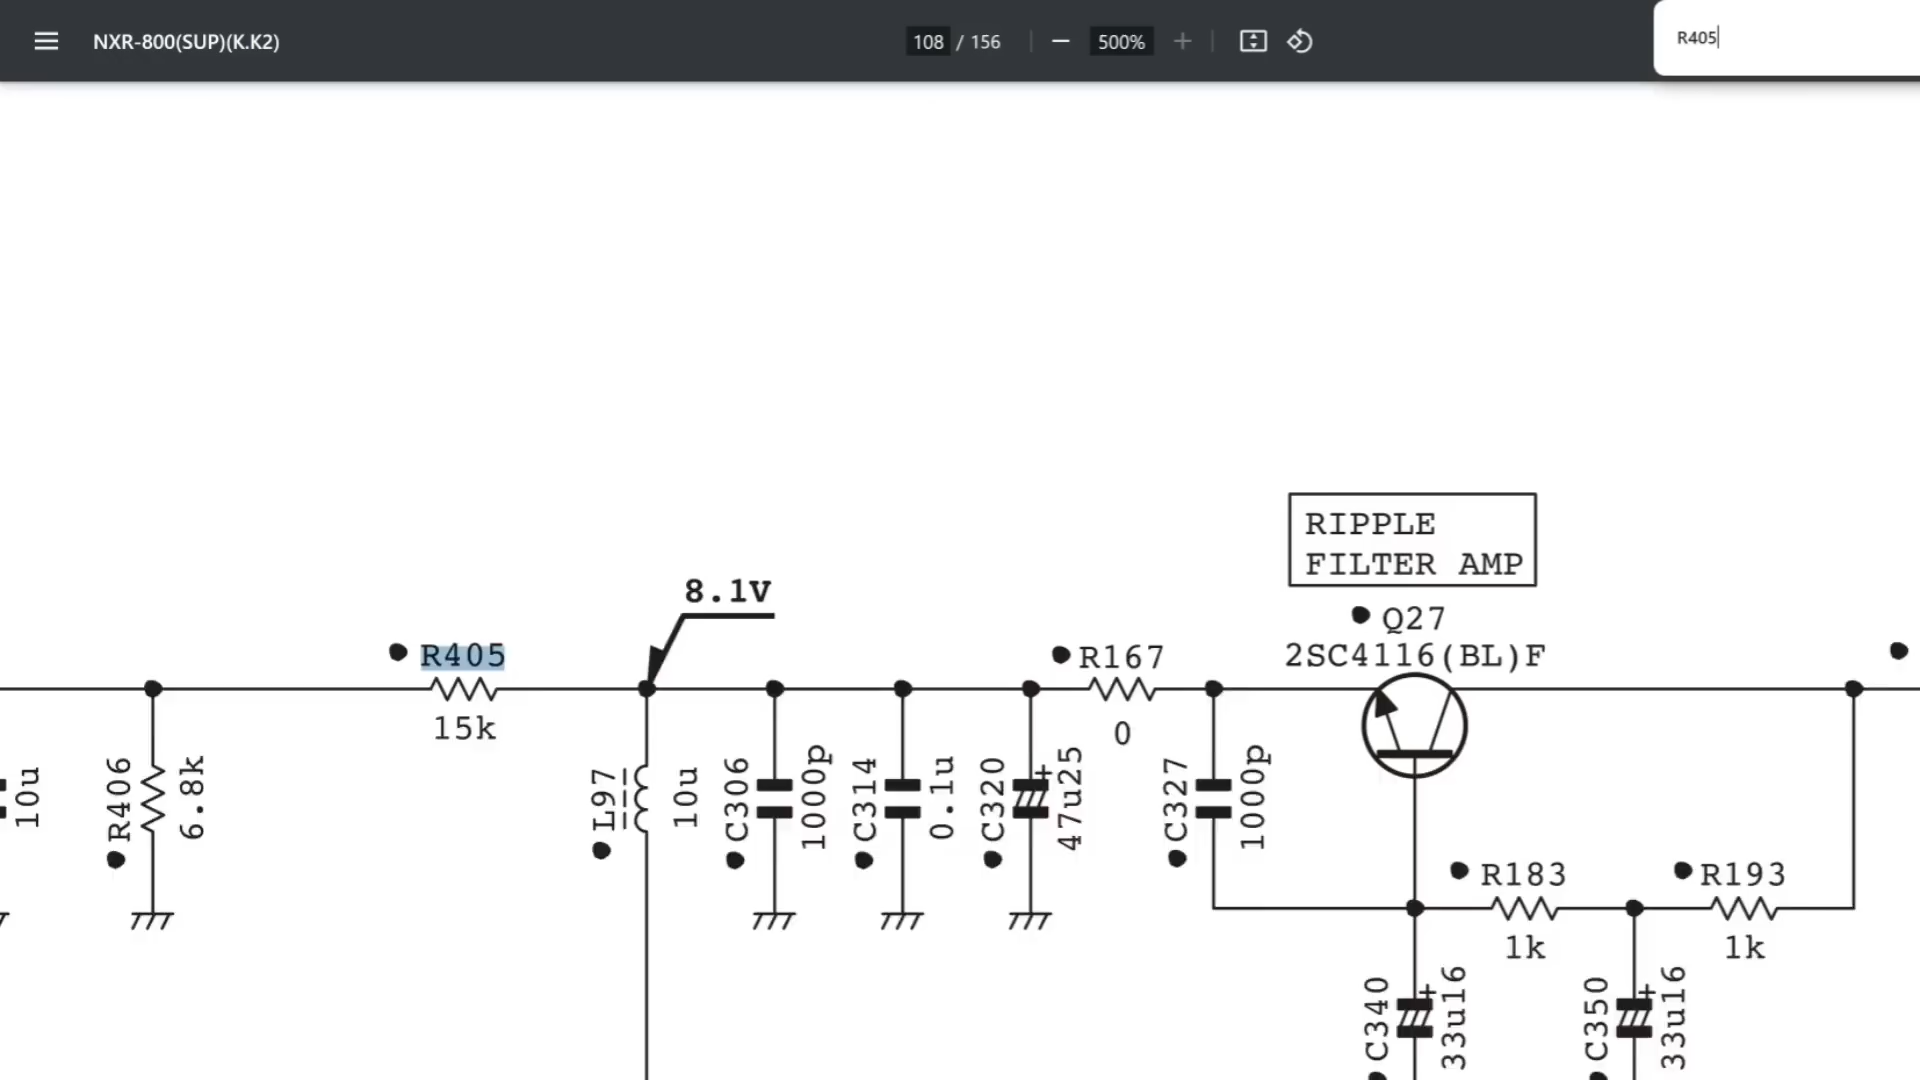 NXR-800(SUP)(K.K2)
108 / 156
500%
R405
RIPPLE
FILTER AMP
8.1V
Q27
2SC4116(BL)F
R405
15k
R167
0
10u
R406
6.8k
L97
10u
C306
1000p
C314
0.1u
C320
+
47u25
C327
1000p
R183
1k
R193
1k
C340
+
33u16
C350
+
33u16